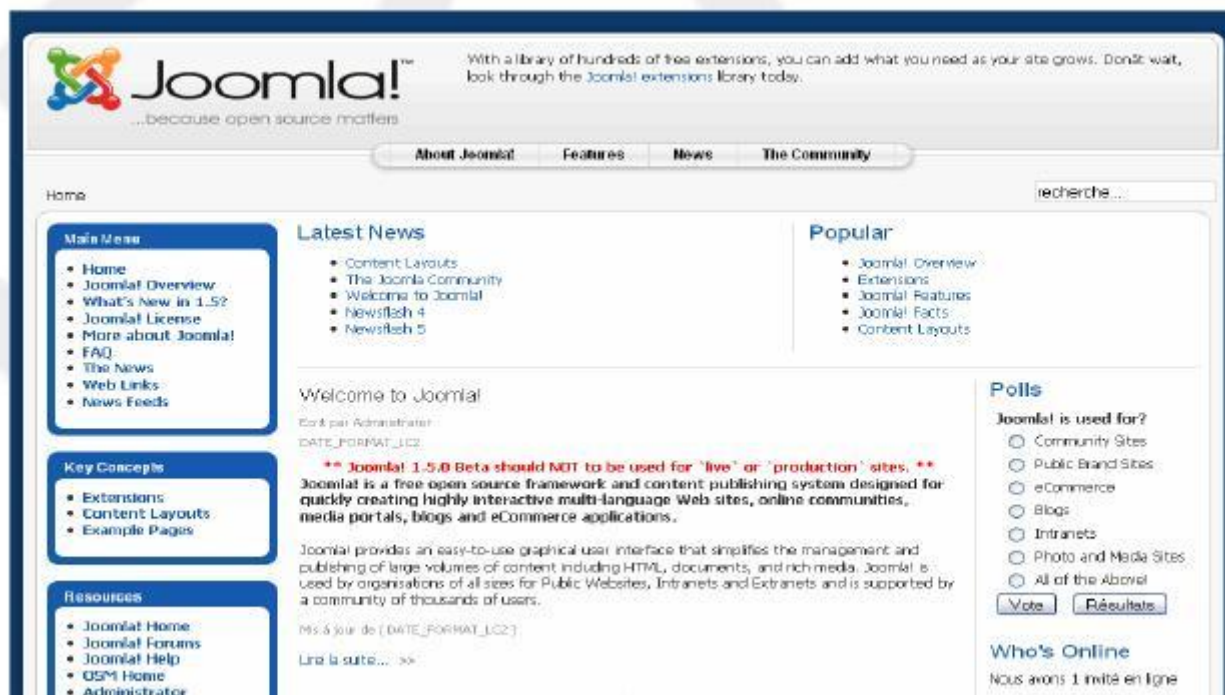 With a library of hundreds of free extensions, you can add what you need as your site grows. Donât wait,
look through the Joomla! extensions library today.
Joomla!™
...because open source matters
About Joomla! Features News The Community
Home
recherche...
Main Menu
Home
Joomla! Overview
What's New in 1.5?
Joomla! License
More about Joomla!
FAQ
The News
Web Links
News Feeds
Key Concepts
Extensions
Content Layouts
Example Pages
Resources
Joomla! Home
Joomla! Forums
Joomla! Help
OSM Home
Administrator
Latest News
Content Layouts
The Joomla Community
Welcome to Joomla!
Newsflash 4
Newsflash 5
Popular
Joomla! Overview
Extensions
Joomla! Features
Joomla! Facts
Content Layouts
Welcome to Joomla!
Ecrit par Administrator
DATE_FORMAT_LC2
** Joomla! 1.5.0 Beta should NOT to be used for `live` or `production` sites. **
Joomla! is a free open source framework and content publishing system designed for
quickly creating highly interactive multi-language Web sites, online communities,
media portals, blogs and eCommerce applications.
Joomla! provides an easy-to-use graphical user interface that simplifies the management and
publishing of large volumes of content including HTML, documents, and rich media. Joomla! is
used by organisations of all sizes for Public Websites, Intranets and Extranets and is supported by
a community of thousands of users.
Mis à jour de ( DATE_FORMAT_LC2 )
Lire la suite... >>
Polls
Joomla! is used for?
Community Sites
Public Brand Sites
eCommerce
Blogs
Intranets
Photo and Media Sites
All of the Above!
Vote Résultats
Who's Online
Nous avons 1 invité en ligne